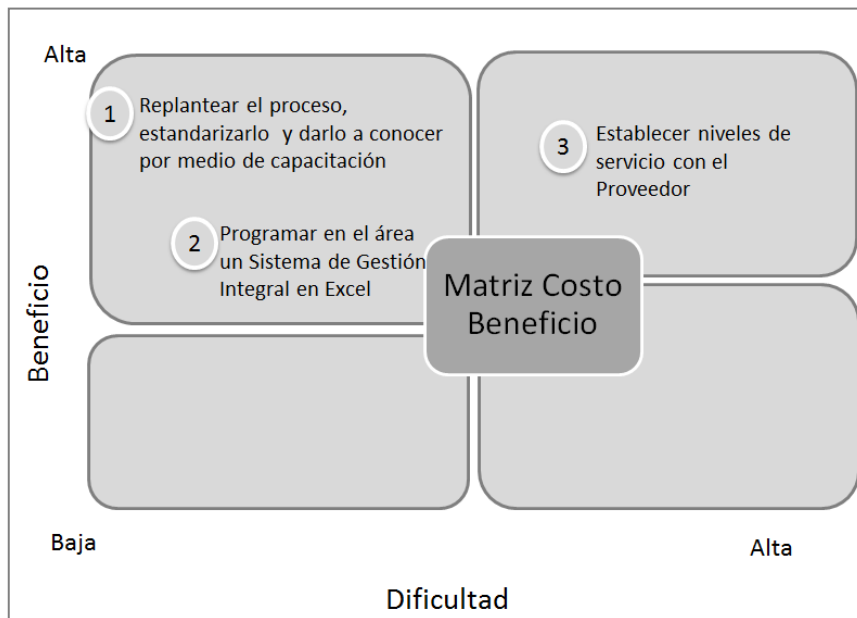 Alta
1
Replantear el proceso,
estandarizarlo y darlo a conocer
por medio de capacitación
2
Programar en el área
un Sistema de Gestión
Integral en Excel
3
Establecer niveles de
servicio con el
Proveedor
Matriz Costo
Beneficio
Beneficio
Baja
Alta
Dificultad